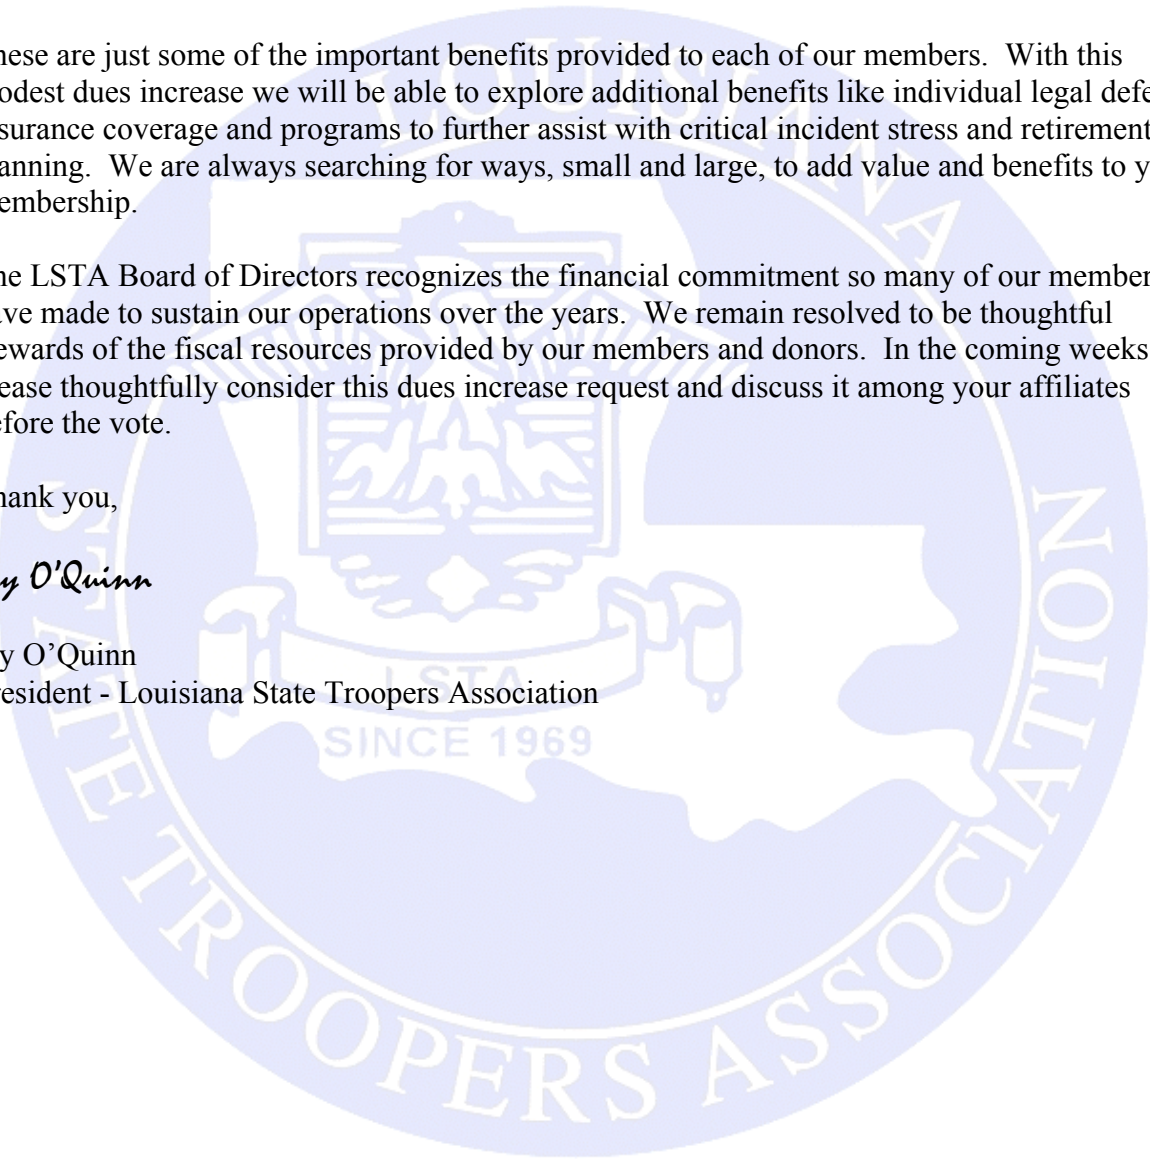 hese are just some of the important benefits provided to each of our members.  With this
odest dues increase we will be able to explore additional benefits like individual legal defe
surance coverage and programs to further assist with critical incident stress and retirement
anning.  We are always searching for ways, small and large, to add value and benefits to y
embership.
he LSTA Board of Directors recognizes the financial commitment so many of our member
ave made to sustain our operations over the years.  We remain resolved to be thoughtful
ewards of the fiscal resources provided by our members and donors.  In the coming weeks
ease thoughtfully consider this dues increase request and discuss it among your affiliates
efore the vote.
hank you,
y O'Quinn
y O’Quinn
esident - Louisiana State Troopers Association
LOUISIANA
STATE TROOPERS ASSOCIATION
LSTA
SINCE 1969